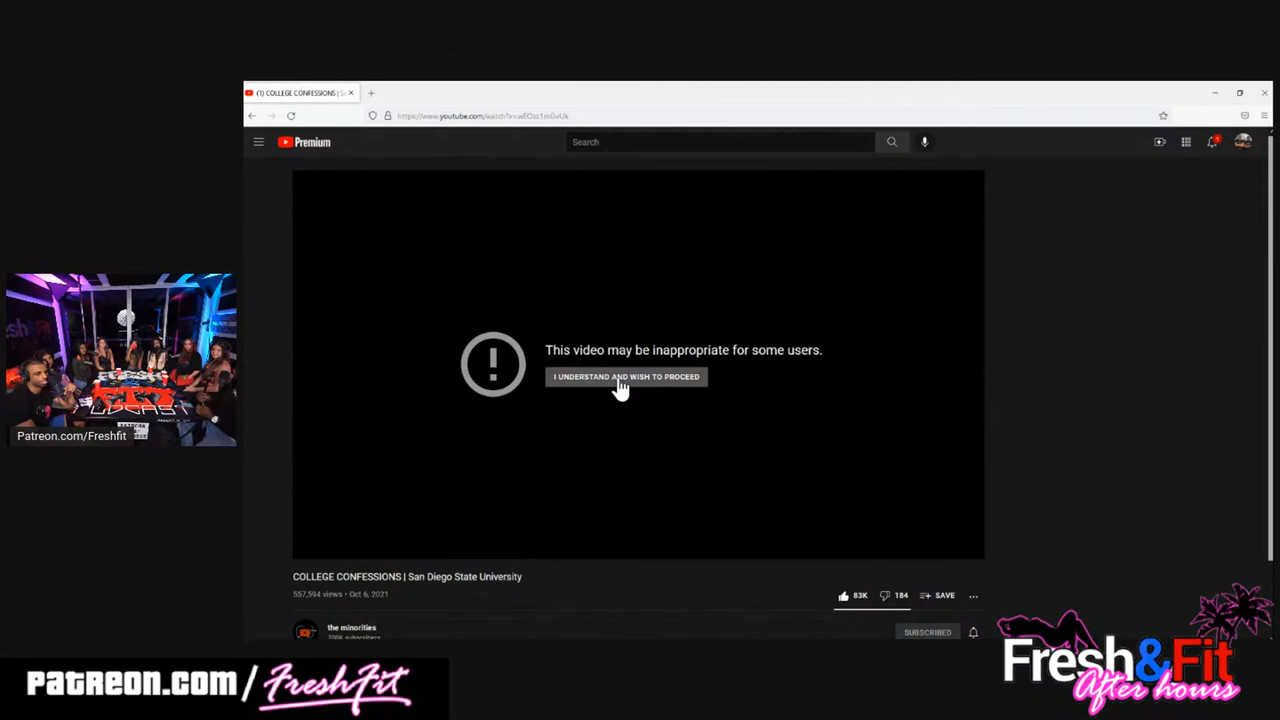 (1) COLLEGE CONFESSIONS | Sa
Premium
Search
This video may be inappropriate for some users.
I UNDERSTAND AND WISH TO PROCEED
Patreon.com/Freshfit
COLLEGE CONFESSIONS | San Diego State University
557,594 views • Oct 6, 2021
83K
184
SAVE
the minorities
SUBSCRIBED
PATREON.COM/FRESHFIT
Fresh&Fit
After hours